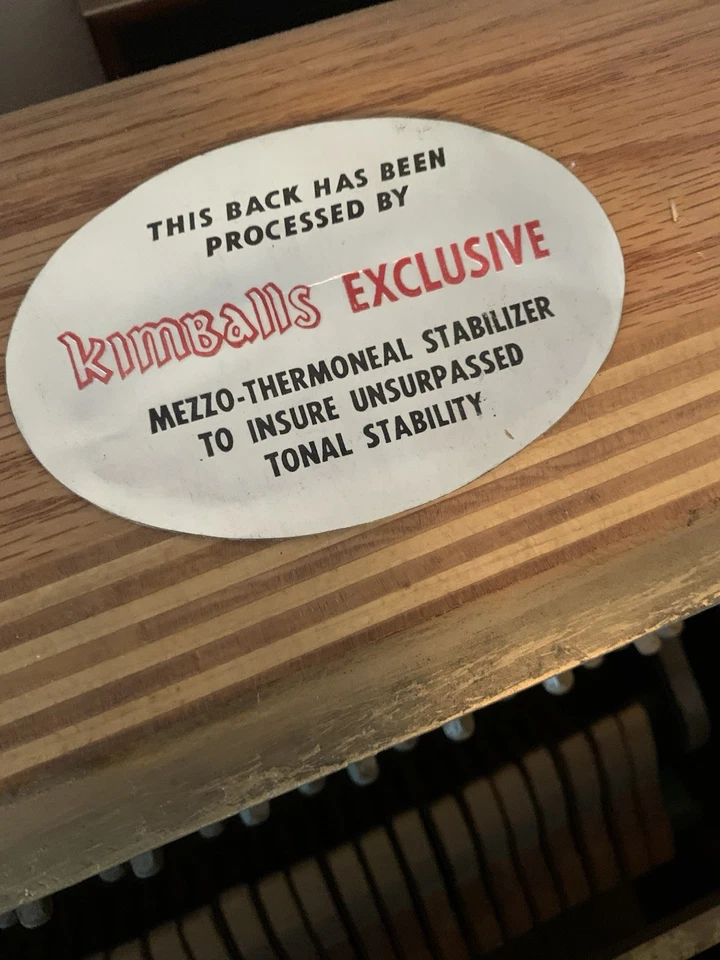 THIS BACK HAS BEEN
PROCESSED BY
kimBalls EXCLUSIVE
MEZZO-THERMONEAL STABILIZER
TO INSURE UNSURPASSED
TONAL STABILITY